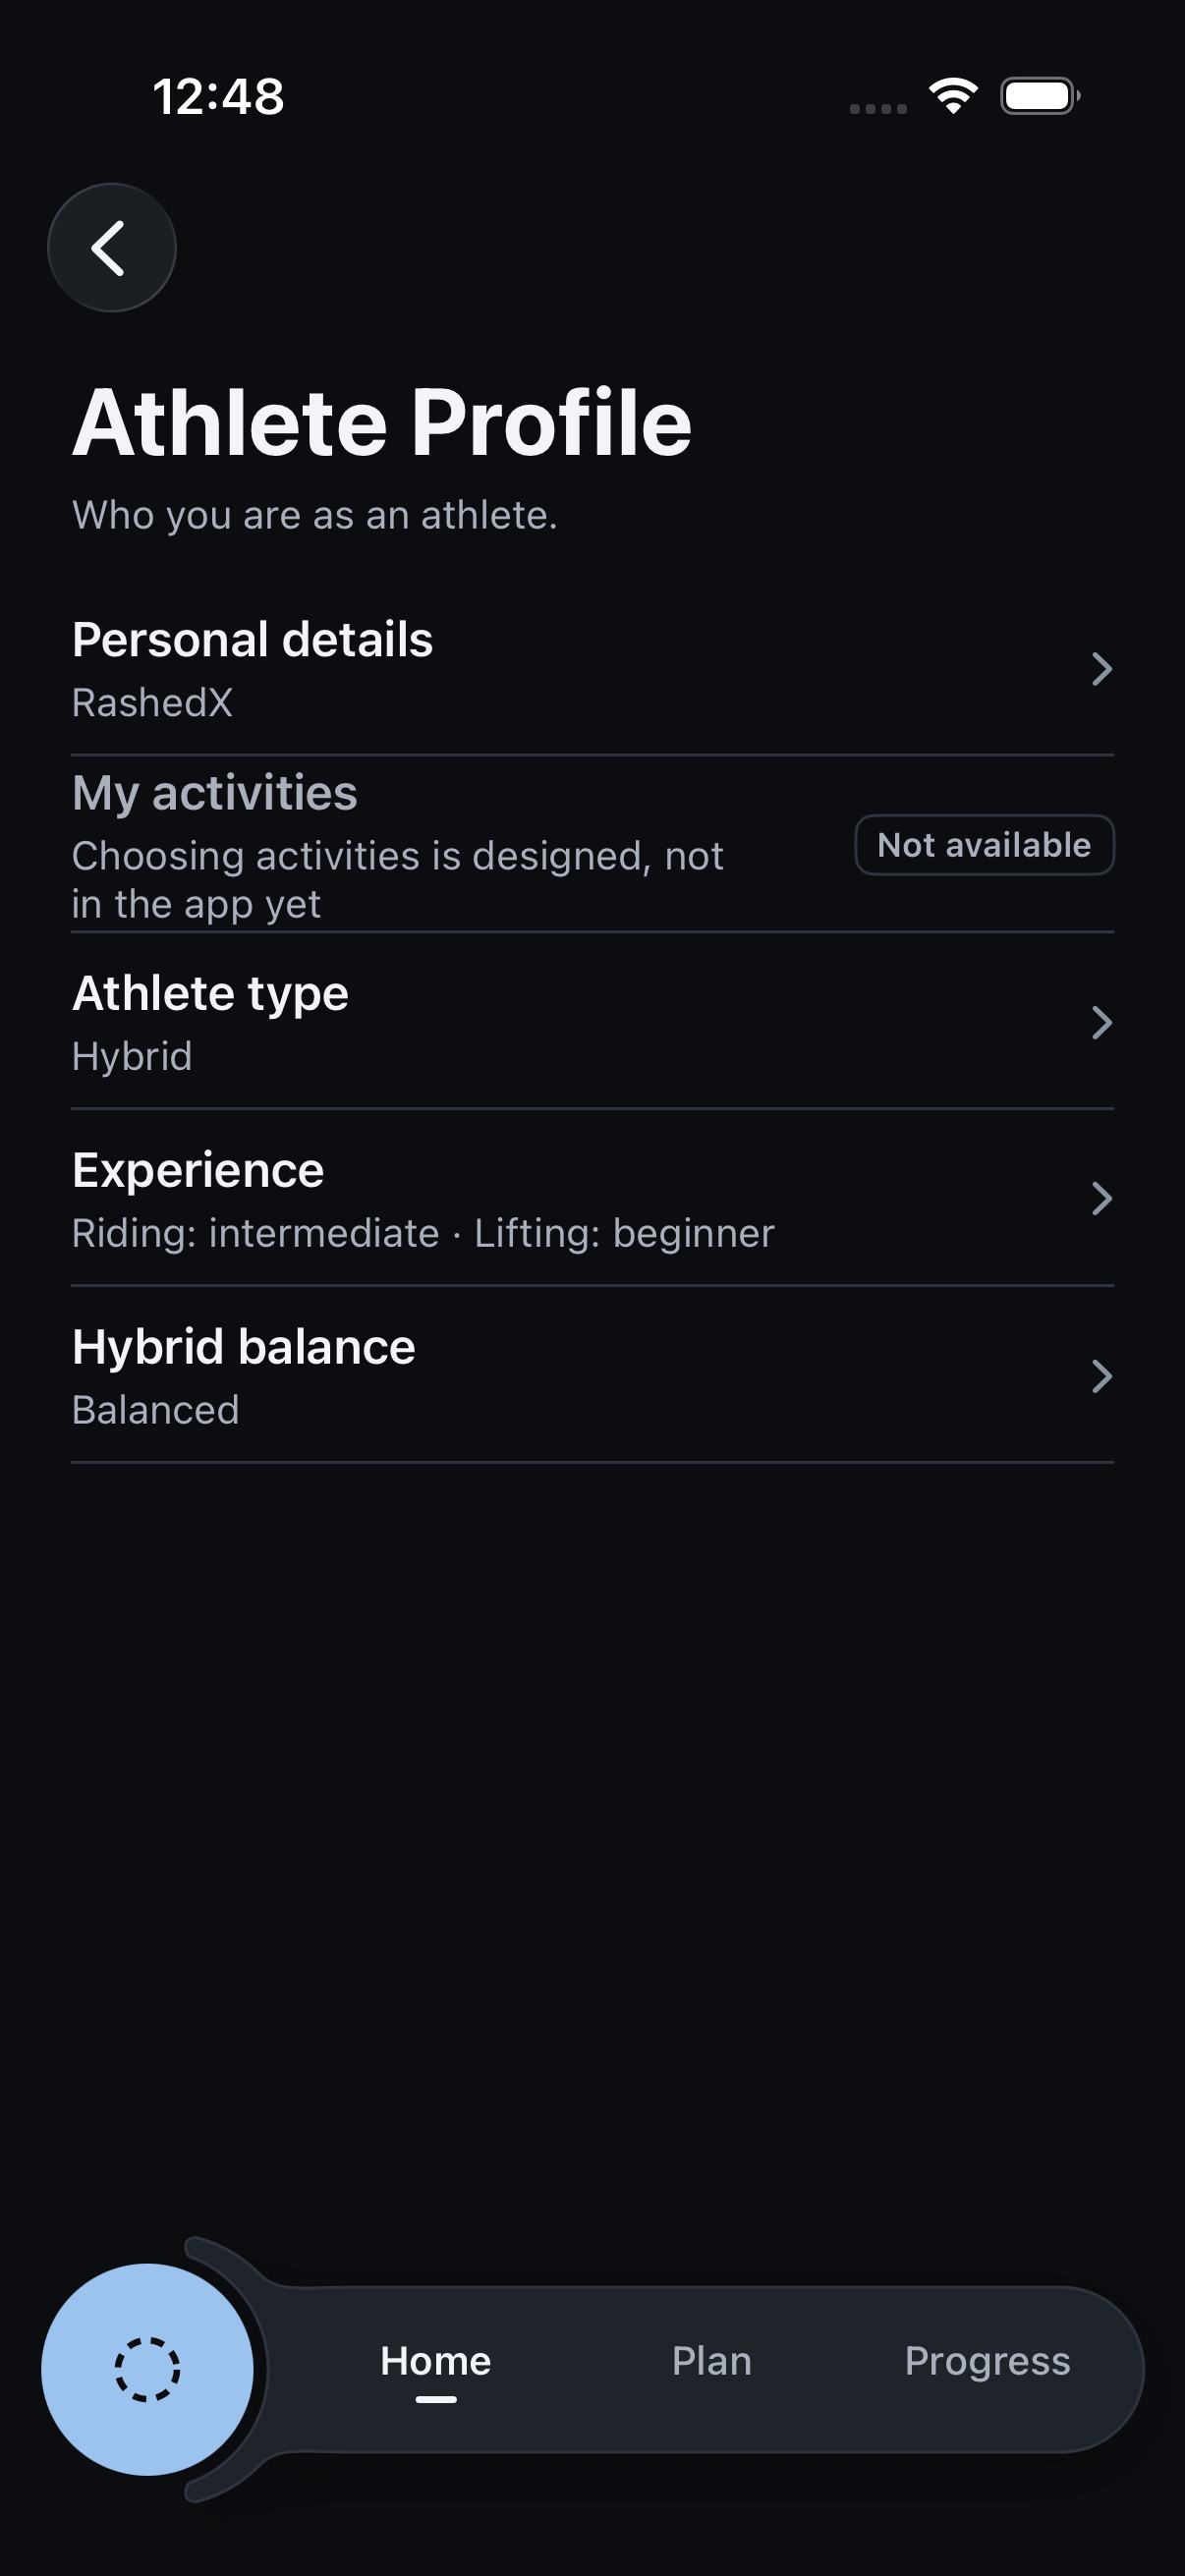 12:48
Athlete Profile
Who you are as an athlete.
Personal details
RashedX
My activities
Choosing activities is designed, not
in the app yet
Not available
Athlete type
Hybrid
Experience
Riding: intermediate · Lifting: beginner
Hybrid balance
Balanced
Home
Plan
Progress